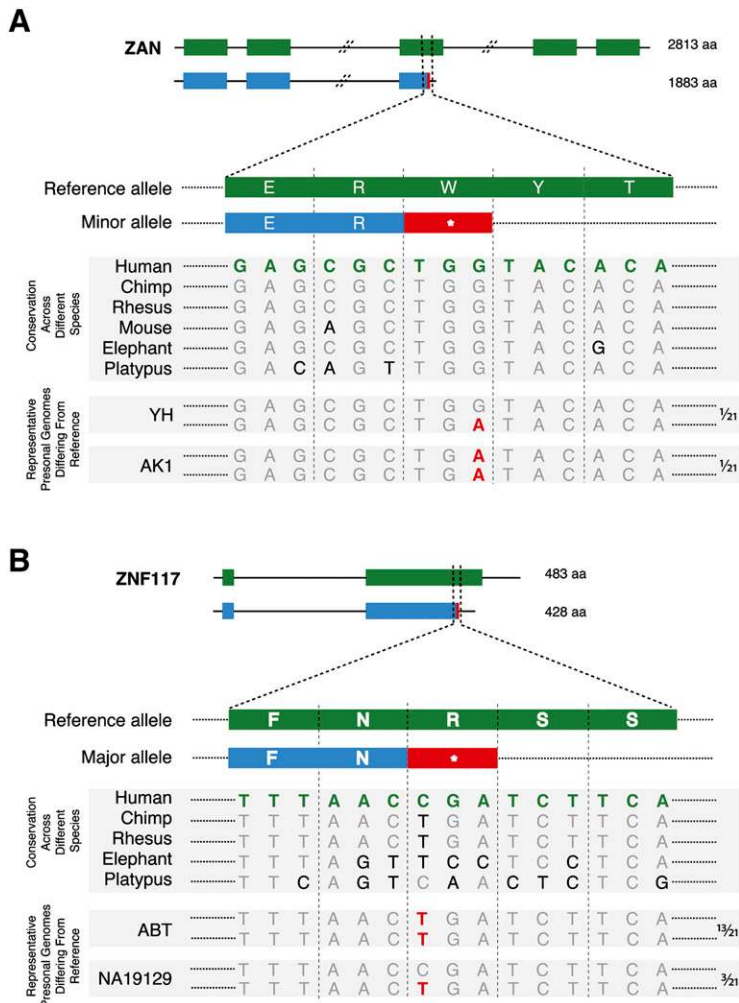 A
ZAN
2813 aa
1883 aa
Reference allele E R W Y T
Minor allele E R *
Conservation Across Different Species
Human G A G C G C T G G T A C A C A
Chimp G A G C G C T G G T A C A C A
Rhesus G A G C G C T G G T A C A C A
Mouse G A G A G C T G G T A C A C A
Elephant G A G C G C T G G T A C G C A
Platypus G A C A G T T G G T A C A C A
Representative Presonal Genomes Differing From Reference
YH G A G C G C T G G T A C A C A 1/21
G A G C G C T G A T A C A C A
AK1 G A G C G C T G A T A C A C A 1/21
G A G C G C T G A T A C A C A
B
ZNF117
483 aa
428 aa
Reference allele F N R S S
Major allele F N *
Conservation Across Different Species
Human T T T A A C C G A T C T T C A
Chimp T T T A A C T G A T C T T C A
Rhesus T T T A A C T G A T C T T C A
Elephant T T T A G T T C C T C C T C A
Platypus T T C A G T C A A C T C T C G
Representative Presonal Genomes Differing From Reference
ABT T T T A A C T G A T C T T C A 13/21
T T T A A C T G A T C T T C A
NA19129 T T T A A C C G A T C T T C A 3/21
T T T A A C T G A T C T T C A